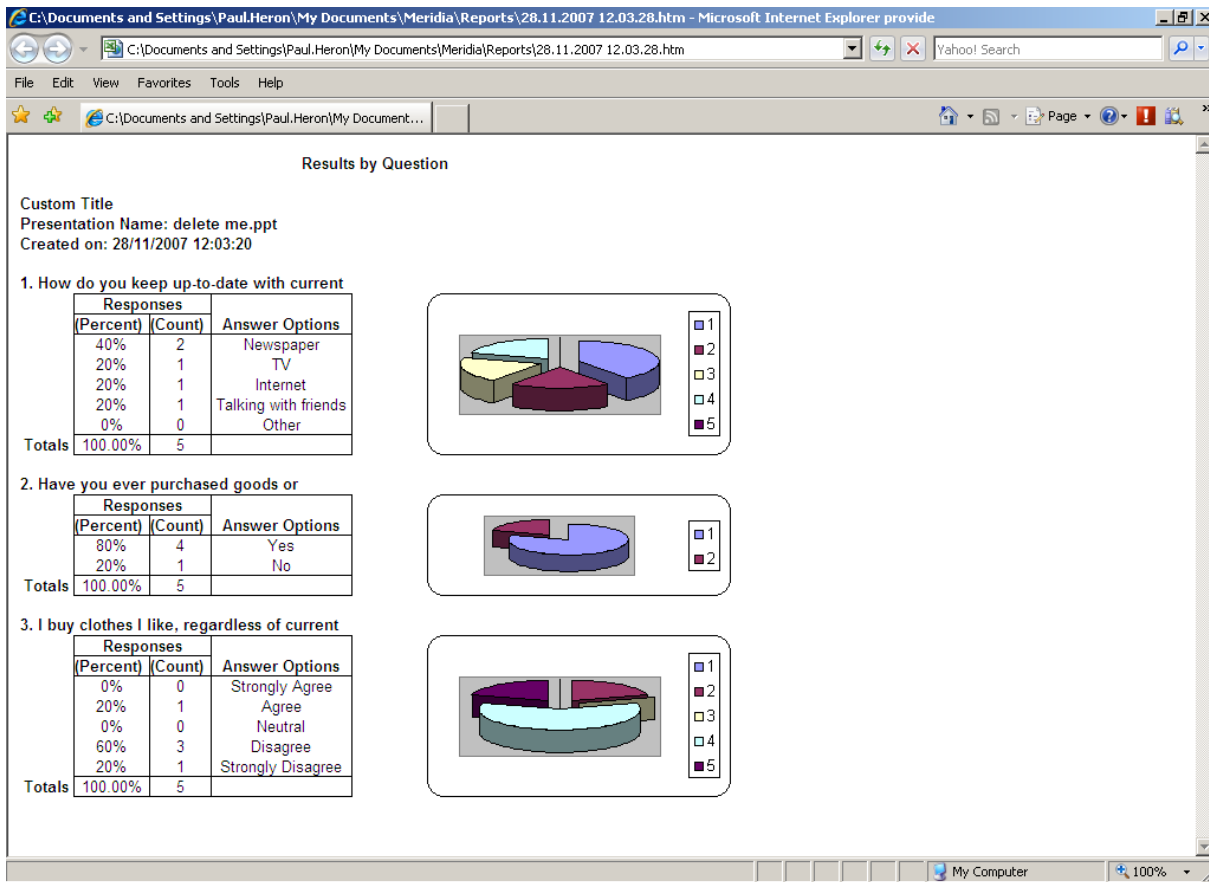 C:\Documents and Settings\Paul.Heron\My Documents\Meridia\Reports\28.11.2007 12.03.28.htm - Microsoft Internet Explorer provide
C:\Documents and Settings\Paul.Heron\My Documents\Meridia\Reports\28.11.2007 12.03.28.htm Yahoo! Search
File Edit View Favorites Tools Help
C:\Documents and Settings\Paul.Heron\My Document... Page
Results by Question
Custom Title
Presentation Name: delete me.ppt
Created on: 28/11/2007 12:03:20
1. How do you keep up-to-date with current
Responses
(Percent) (Count) Answer Options
40% 2 Newspaper
20% 1 TV
20% 1 Internet
20% 1 Talking with friends
0% 0 Other
Totals 100.00% 5
1
2
3
4
5
2. Have you ever purchased goods or
Responses
(Percent) (Count) Answer Options
80% 4 Yes
20% 1 No
Totals 100.00% 5
1
2
3. I buy clothes I like, regardless of current
Responses
(Percent) (Count) Answer Options
0% 0 Strongly Agree
20% 1 Agree
0% 0 Neutral
60% 3 Disagree
20% 1 Strongly Disagree
Totals 100.00% 5
1
2
3
4
5
My Computer 100%